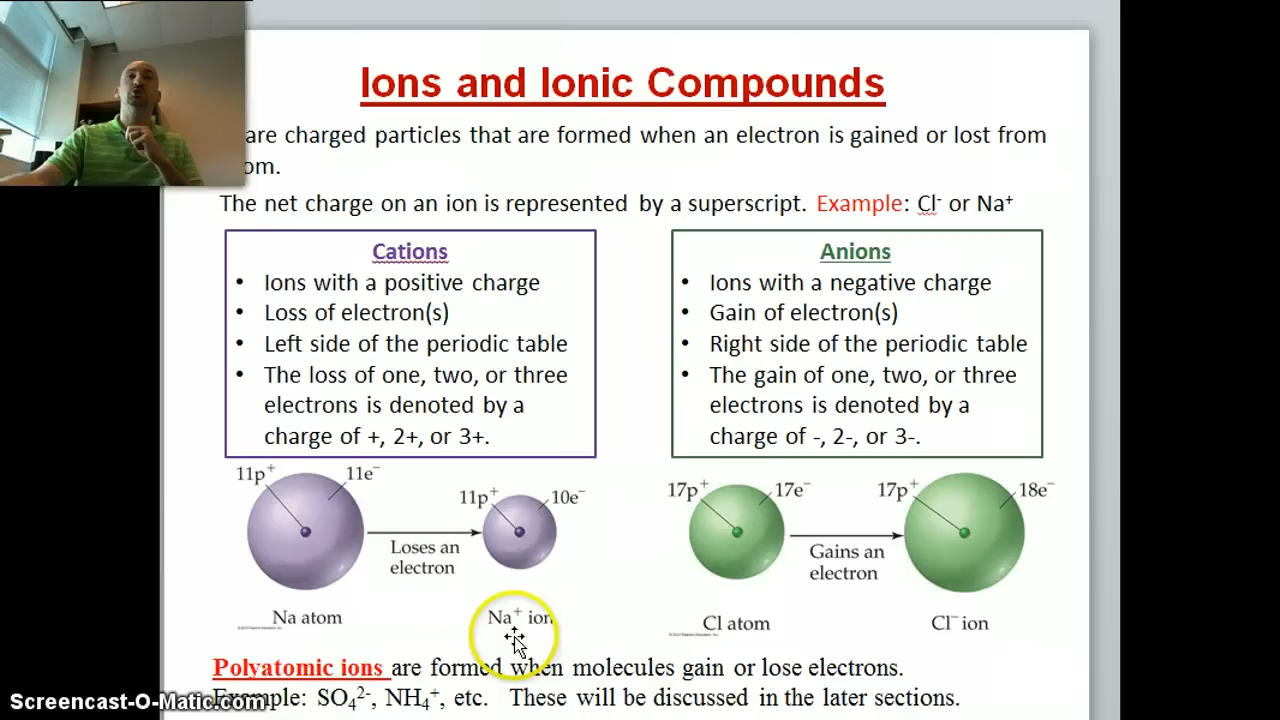 Ions and Ionic Compounds
are charged particles that are formed when an electron is gained or lost from
om.
The net charge on an ion is represented by a superscript. Example: Cl⁻ or Na⁺
Cations
• Ions with a positive charge
• Loss of electron(s)
• Left side of the periodic table
• The loss of one, two, or three
electrons is denoted by a
charge of +, 2+, or 3+.
Anions
• Ions with a negative charge
• Gain of electron(s)
• Right side of the periodic table
• The gain of one, two, or three
electrons is denoted by a
charge of -, 2-, or 3-.
11p⁺ 11e⁻
11p⁺ 10e⁻
Loses an
electron
Na atom
Na⁺ ion
17p⁺ 17e⁻
17p⁺ 18e⁻
Gains an
electron
Cl atom
Cl⁻ ion
Polyatomic ions are formed when molecules gain or lose electrons.
Example: SO₄²⁻, NH₄⁺, etc. These will be discussed in the later sections.
Screencast-O-Matic.com